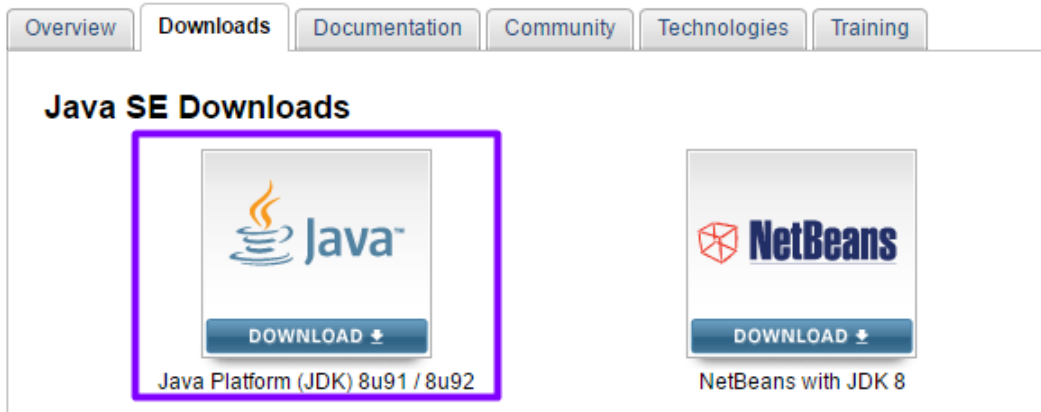 Overview Downloads Documentation Community Technologies Training
Java SE Downloads
Java™ NetBeans
DOWNLOAD DOWNLOAD
Java Platform (JDK) 8u91 / 8u92 NetBeans with JDK 8